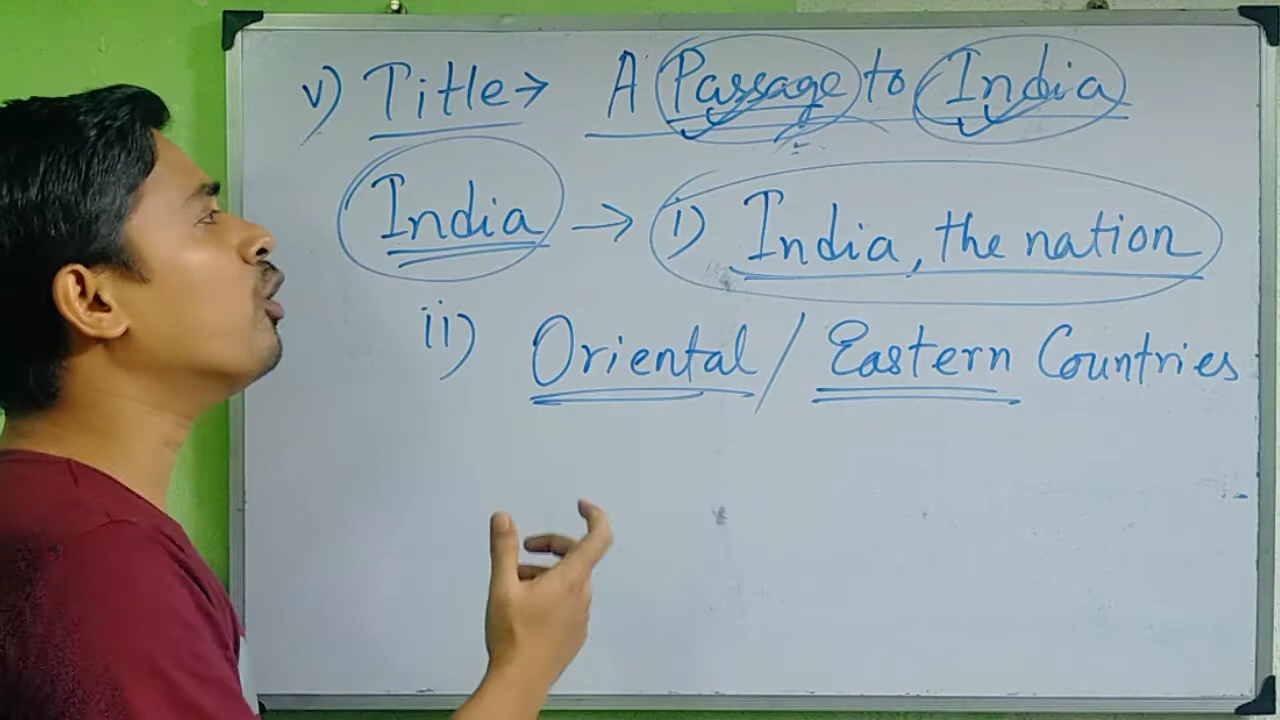 v) Title → A Passage to India
India → i) India, the nation
ii) Oriental / Eastern Countries